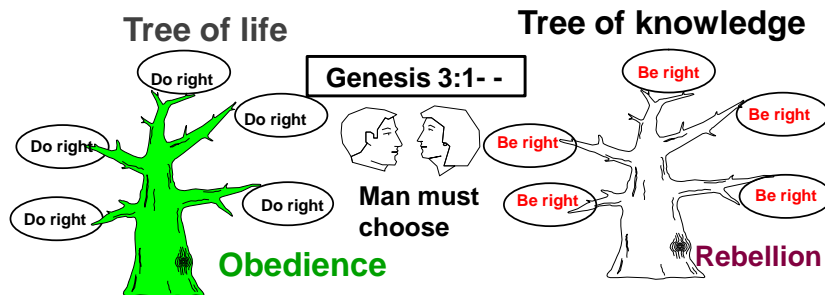 Tree of life
Tree of knowledge
Genesis 3:1- -
Do right
Do right
Do right
Do right
Do right
Be right
Be right
Be right
Be right
Be right
Man must
choose
Obedience
Rebellion